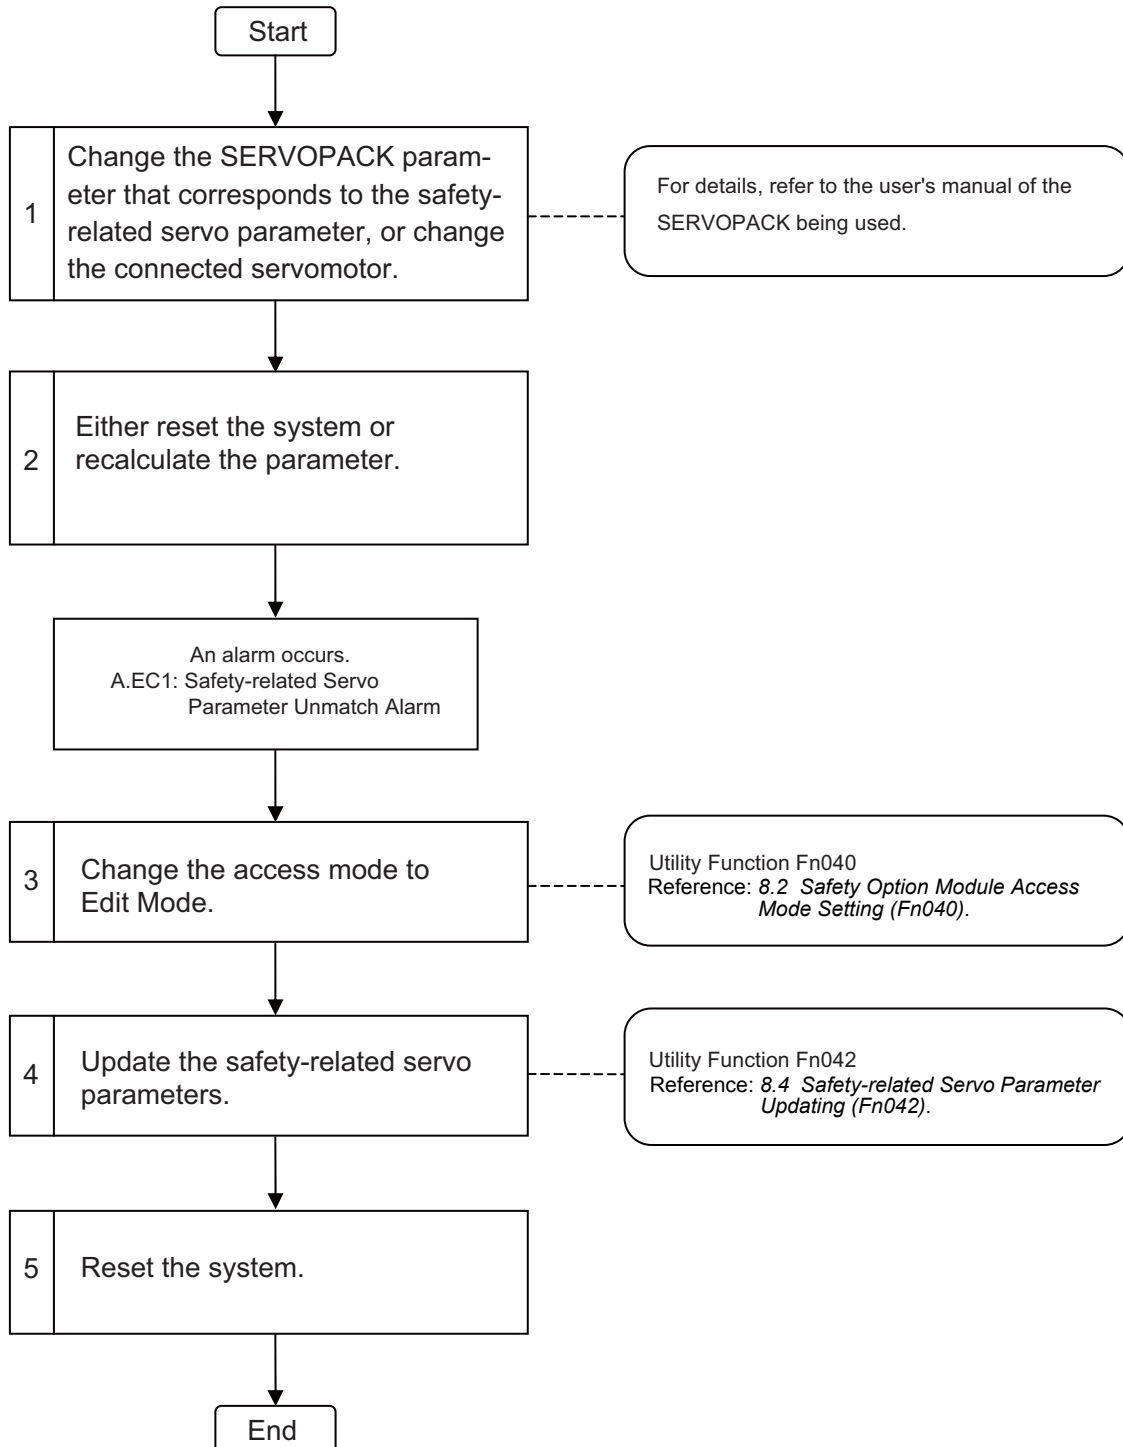 Start
1
Change the SERVOPACK param-
eter that corresponds to the safety-
related servo parameter, or change
the connected servomotor.
For details, refer to the user's manual of the
SERVOPACK being used.
2
Either reset the system or
recalculate the parameter.
An alarm occurs.
A.EC1: Safety-related Servo
Parameter Unmatch Alarm
3
Change the access mode to
Edit Mode.
Utility Function Fn040
Reference: 8.2 Safety Option Module Access
Mode Setting (Fn040).
4
Update the safety-related servo
parameters.
Utility Function Fn042
Reference: 8.4 Safety-related Servo Parameter
Updating (Fn042).
5
Reset the system.
End